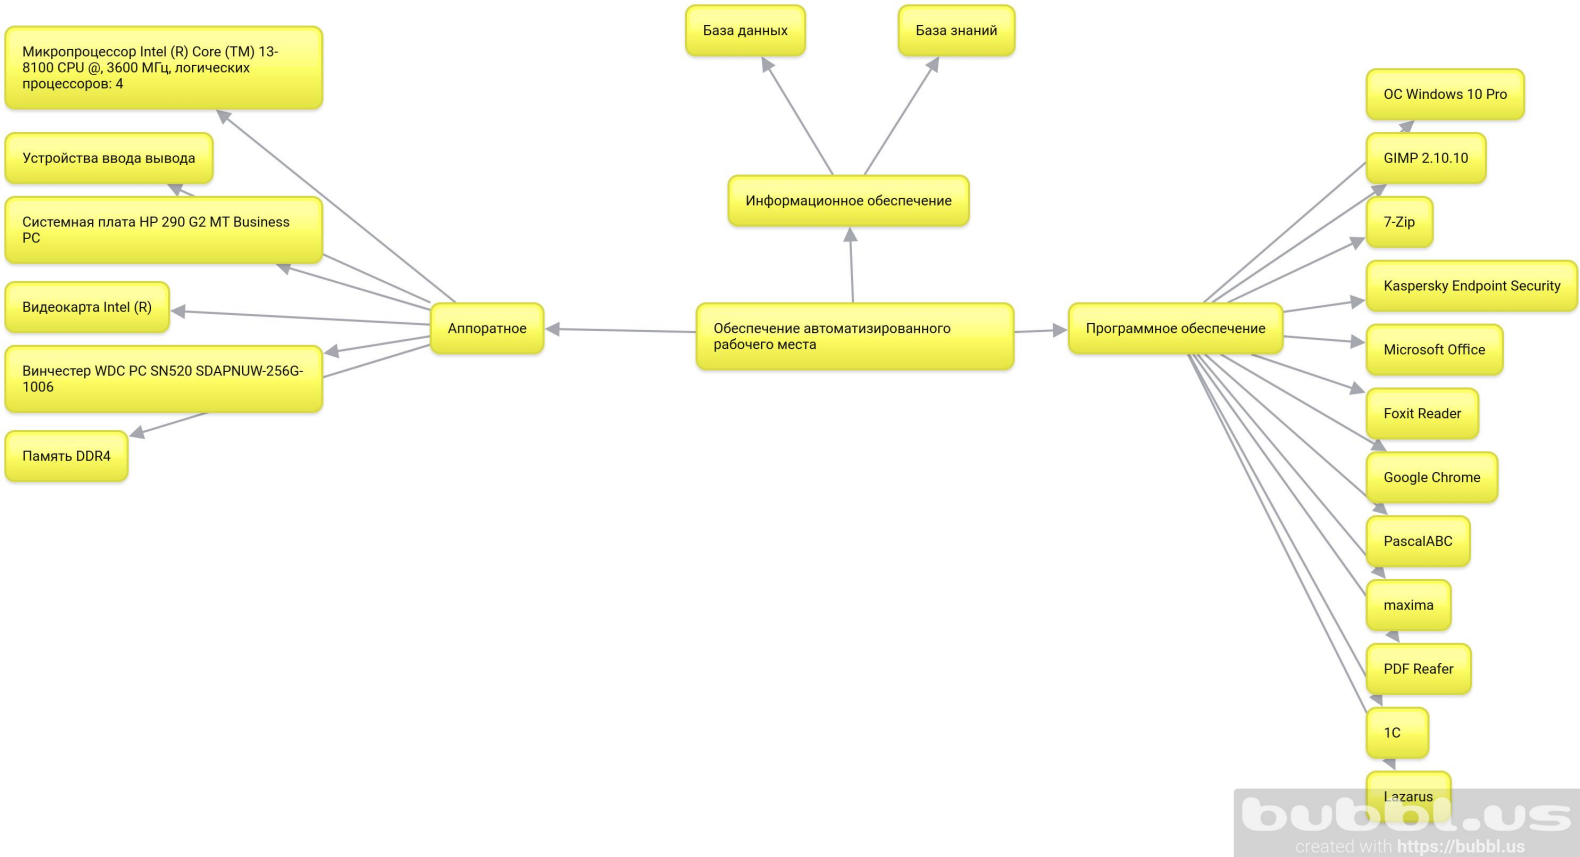 Микропроцессор Intel (R) Core (TM) 13-
8100 CPU @, 3600 МГц, логических
процессоров: 4
Устройства ввода вывода
Системная плата HP 290 G2 MT Business
PC
Видеокарта Intel (R)
Винчестер WDC PC SN520 SDAPNUW-256G-
1006
Память DDR4
Аппоратное
База данных
База знаний
Информационное обеспечение
Обеспечение автоматизированного
рабочего места
Программное обеспечение
ОС Windows 10 Pro
GIMP 2.10.10
7-Zip
Kaspersky Endpoint Security
Microsoft Office
Foxit Reader
Google Chrome
PascalABC
maxima
PDF Reafer
1C
Lazarus
bubbl.us
created with https://bubbl.us